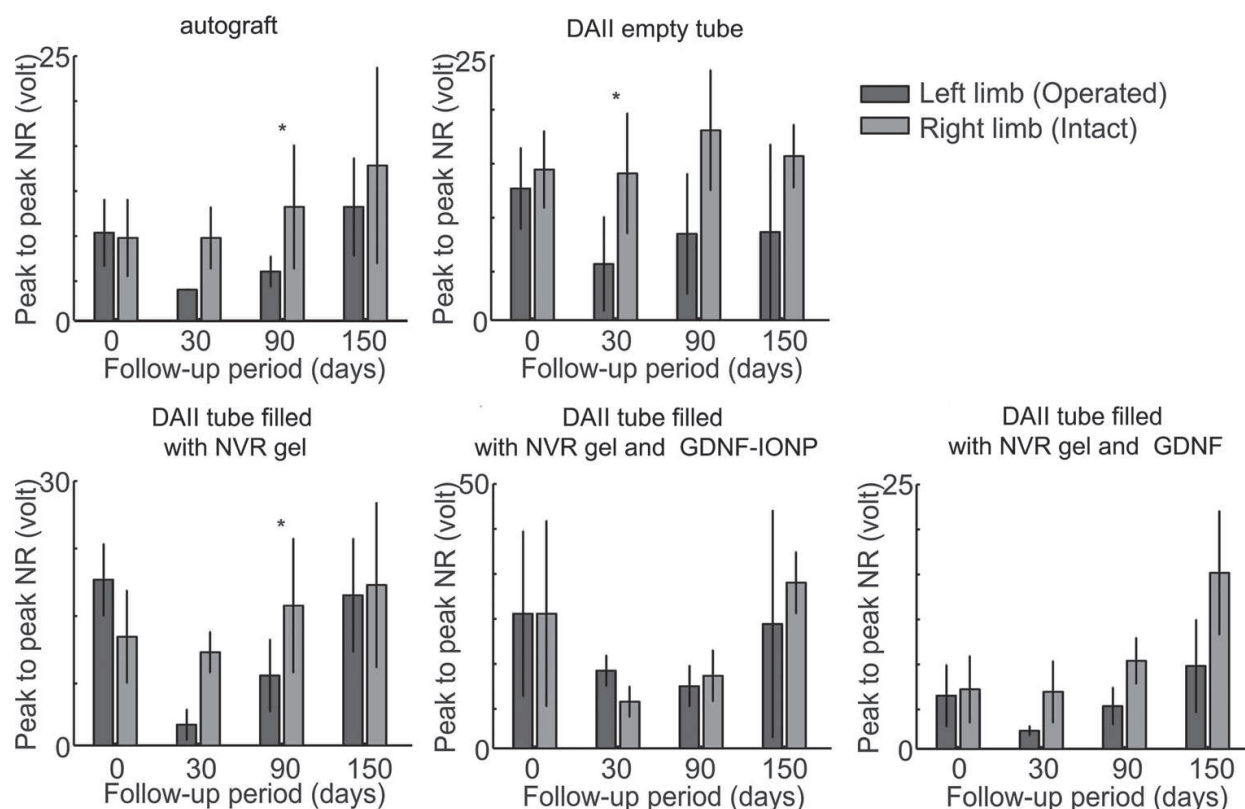 autograft
25
Peak to peak NR (volt)
*
0
0 30 90 150
Follow-up period (days)
DAII empty tube
25
Peak to peak NR (volt)
*
0
0 30 90 150
Follow-up period (days)
Left limb (Operated)
Right limb (Intact)
DAII tube filled
with NVR gel
30
Peak to peak NR (volt)
*
0
0 30 90 150
Follow-up period (days)
DAII tube filled
with NVR gel and GDNF-IONP
50
Peak to peak NR (volt)
0
0 30 90 150
Follow-up period (days)
DAII tube filled
with NVR gel and GDNF
25
Peak to peak NR (volt)
0
0 30 90 150
Follow-up period (days)